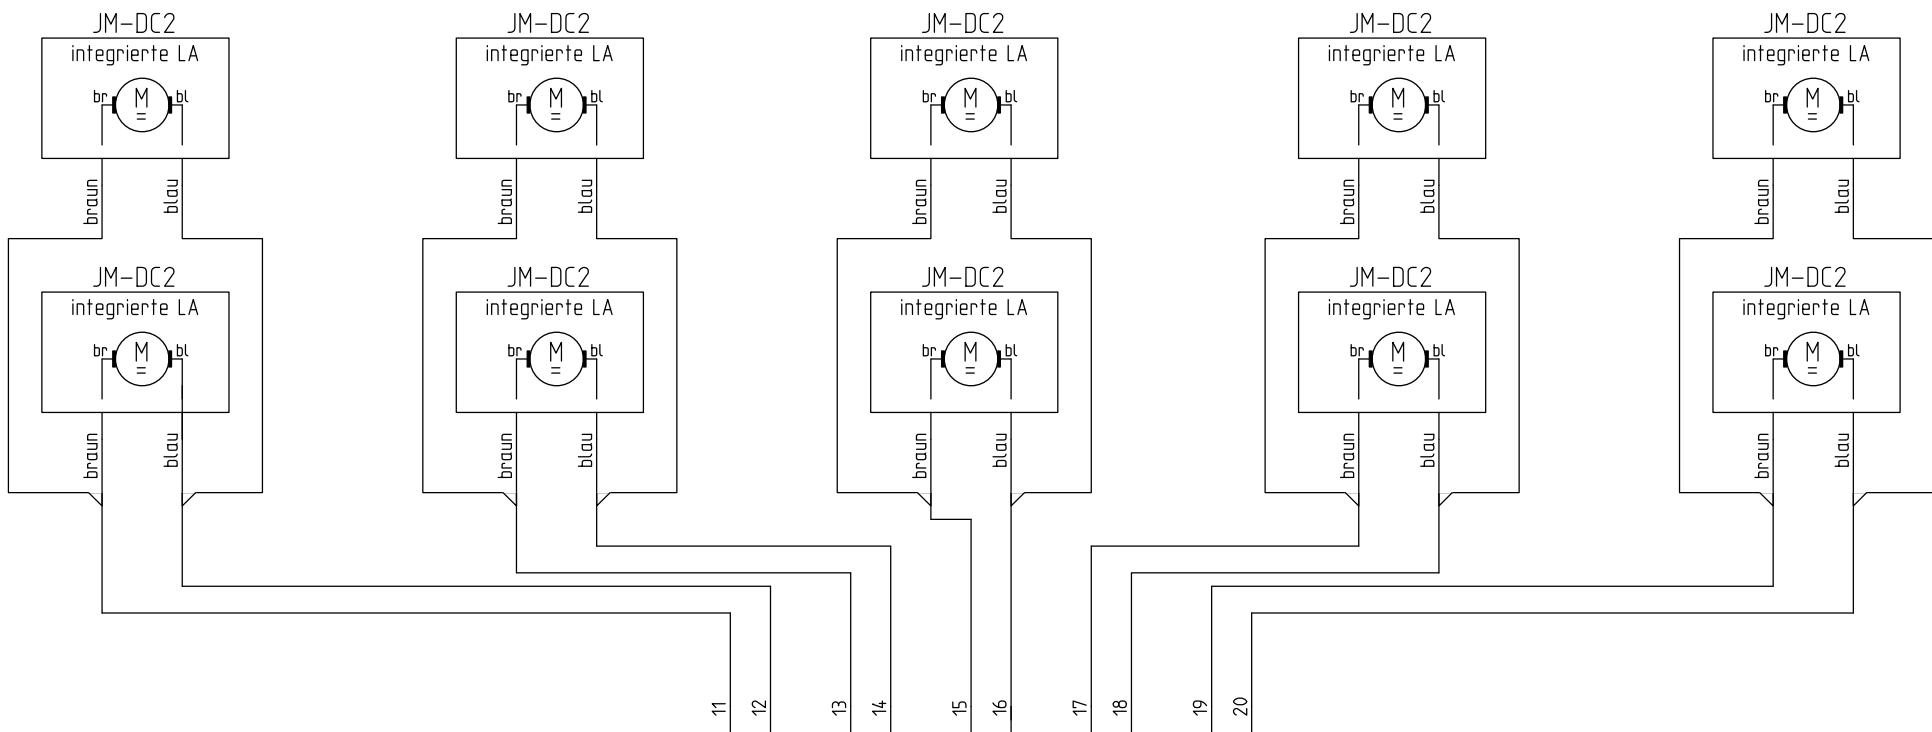 JM-DC2 JM-DC2 JM-DC2 JM-DC2 JM-DC2
integrierte LA integrierte LA integrierte LA integrierte LA integrierte LA
br M bl br M bl br M bl br M bl br M bl
= = = = =
braun blau braun blau braun blau braun blau braun blau
JM-DC2 JM-DC2 JM-DC2 JM-DC2 JM-DC2
integrierte LA integrierte LA integrierte LA integrierte LA integrierte LA
br M bl br M bl br M bl br M bl br M bl
= = = = =
braun blau braun blau braun blau braun blau braun blau
11 12 13 14 15 16 17 18 19 20